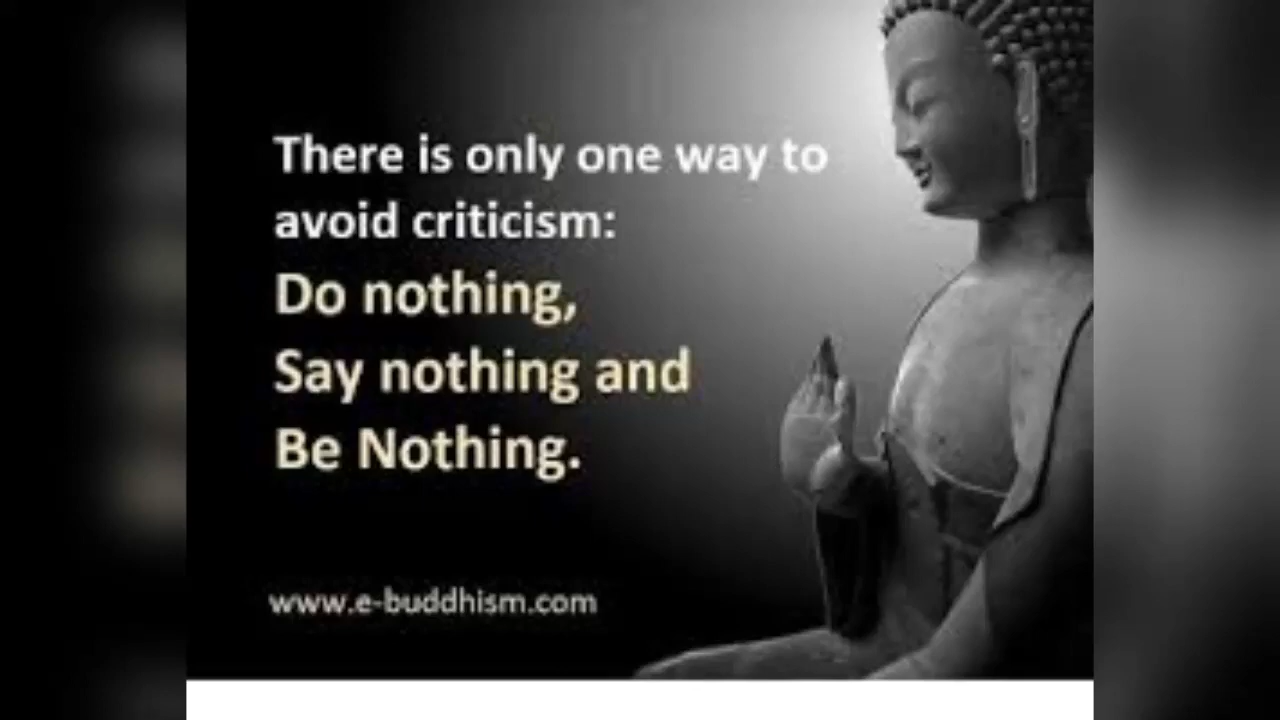 There is only one way to
avoid criticism:
Do nothing,
Say nothing and
Be Nothing.
www.e-buddhism.com